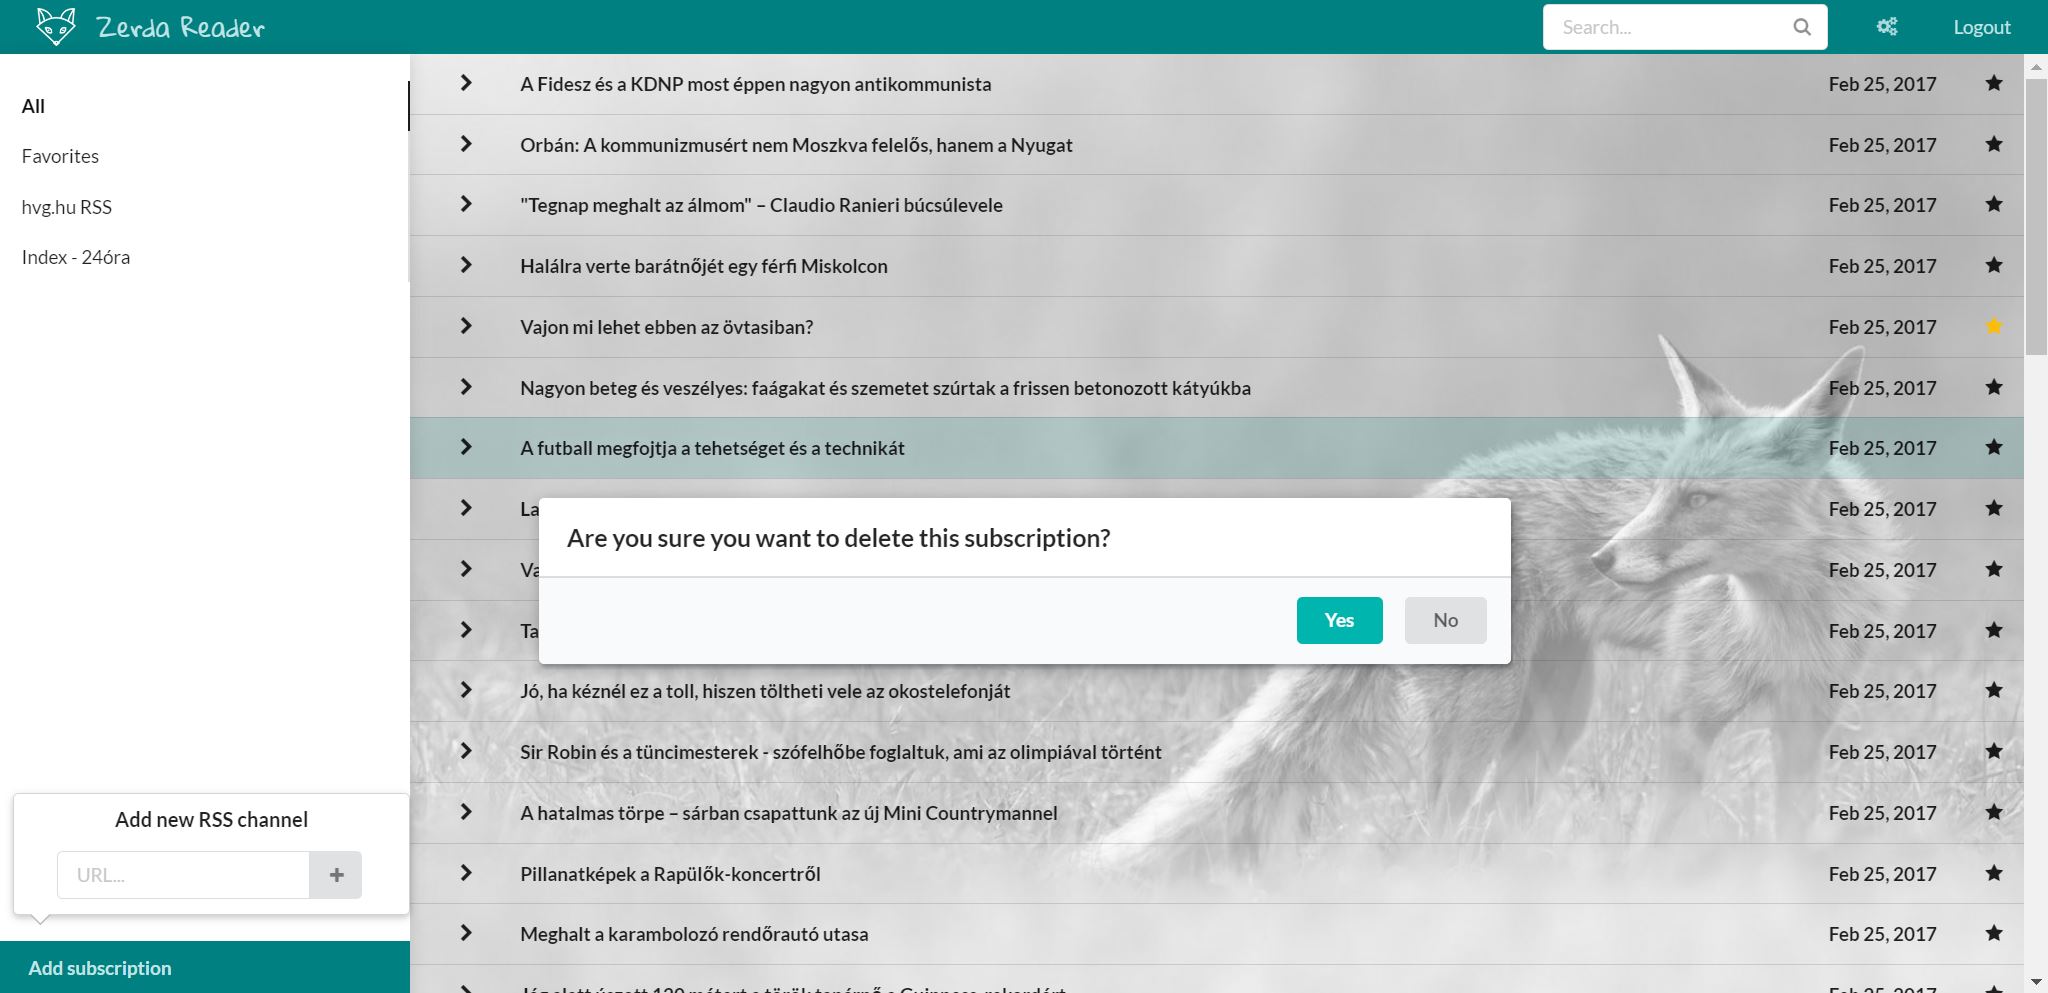 Zerda Reader
Search...
Logout
All
Favorites
hvg.hu RSS
Index - 24óra
A Fidesz és a KDNP most éppen nagyon antikommunista Feb 25, 2017
Orbán: A kommunizmusért nem Moszkva felelős, hanem a Nyugat Feb 25, 2017
"Tegnap meghalt az álmom" – Claudio Ranieri búcsúlevele Feb 25, 2017
Halálra verte barátnőjét egy férfi Miskolcon Feb 25, 2017
Vajon mi lehet ebben az övtasiban? Feb 25, 2017
Nagyon beteg és veszélyes: faágakat és szemetet szúrtak a frissen betonozott kátyúkba Feb 25, 2017
A futball megfojtja a tehetséget és a technikát Feb 25, 2017
La Feb 25, 2017
Are you sure you want to delete this subscription?
Va Feb 25, 2017
Yes No
Ta Feb 25, 2017
Jó, ha kéznél ez a toll, hiszen töltheti vele az okostelefonját Feb 25, 2017
Sir Robin és a tüncimesterek - szófelhőbe foglaltuk, ami az olimpiával történt Feb 25, 2017
A hatalmas törpe – sárban csapattunk az új Mini Countrymannel Feb 25, 2017
Pillanatképek a Rapülők-koncertről Feb 25, 2017
Meghalt a karambolozó rendőrautó utasa Feb 25, 2017
Feb 25, 2017
Add new RSS channel
URL...
Add subscription